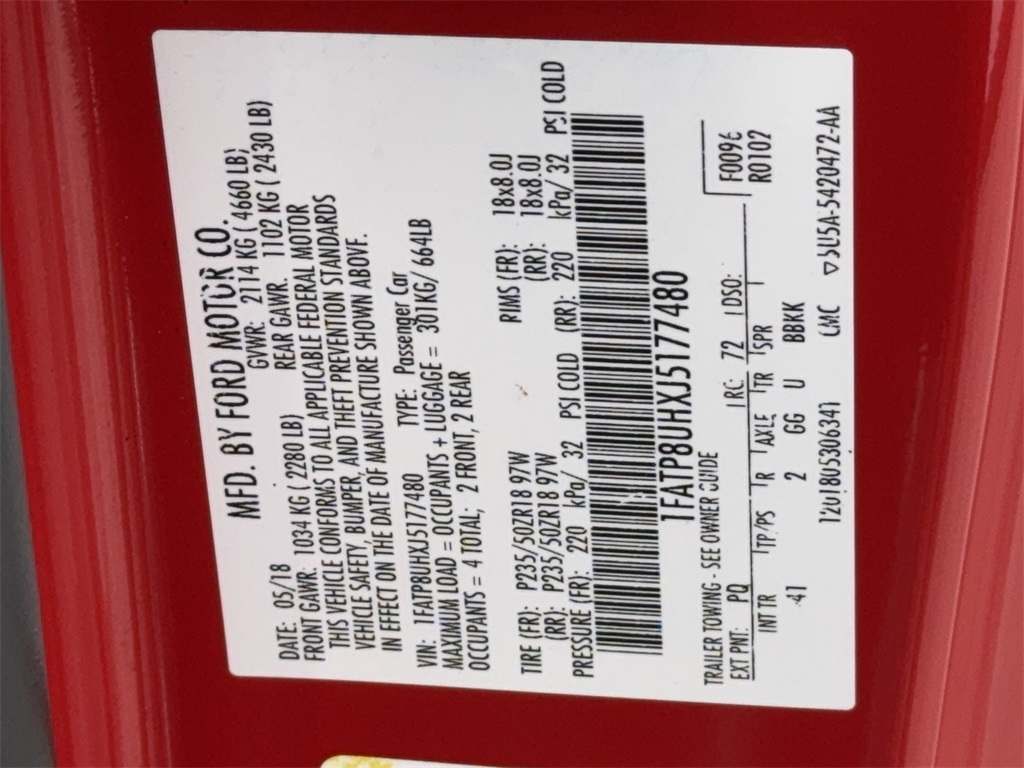 MFD. BY FORD MOTOR CO.
DATE: 05/18 GVWR: 2114 KG ( 4660 LB)
FRONT GAWR: 1034 KG ( 2280 LB) REAR GAWR: 1102 KG ( 2430 LB)
THIS VEHICLE CONFORMS TO ALL APPLICABLE FEDERAL MOTOR
VEHICLE SAFETY, BUMPER, AND THEFT PREVENTION STANDARDS
IN EFFECT ON THE DATE OF MANUFACTURE SHOWN ABOVE.
VIN: 1FATP8UHXJ5177480 TYPE: Passenger Car
MAXIMUM LOAD = OCCUPANTS + LUGGAGE = 301KG/ 664LB
OCCUPANTS = 4 TOTAL; 2 FRONT, 2 REAR
TIRE (FR): P235/50ZR18 97W RIMS (FR): 18x8.0J
(RR): P235/50ZR18 97W (RR): 18x8.0J
PRESSURE (FR): 220 kPa/ 32 PSI COLD (RR): 220 kPa/ 32 PSI COLD
1FATP8UHXJ5177480
TRAILER TOWING - SEE OWNER GUIDE F0096
EXT PNT: PQ RC: 72 DSO: R0102
INT TR TP/PS R AXLE TR SPR
41 2 GG U BBKK
12018U5306341 CMC ▽5U5A-5420472-AA